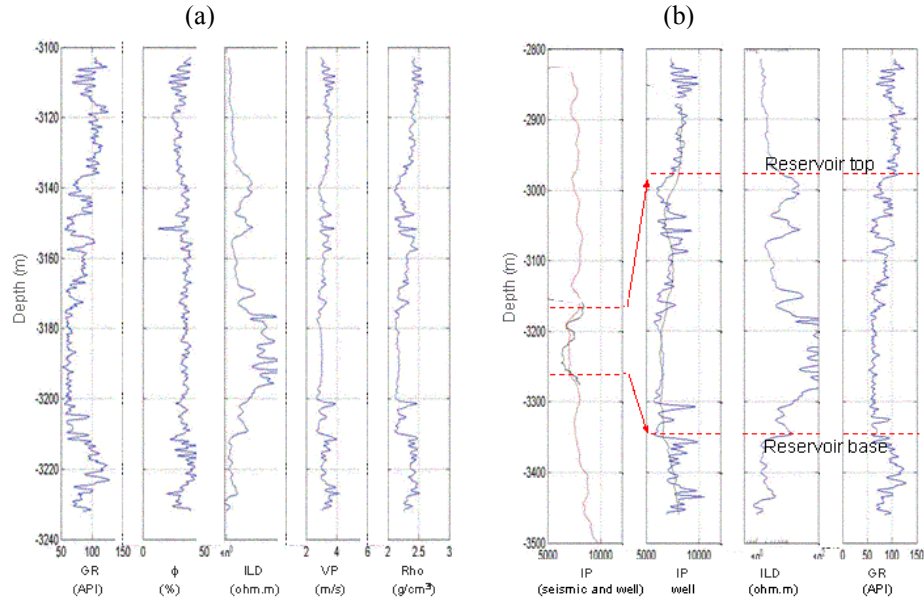 (a) (b)
-3100
-3120
-3140
-3160
-3180
-3200
-3220
-3240
Depth (m)
50 100 150 0 50 2 4 6 2 2.5 3
GR φ ILD VP Rho
(API) (%) (ohm.m) (m/s) (g/cm³)
-2800
-2900
-3000
-3100
-3200
-3300
-3400
-3500
Depth (m)
Reservoir top
Reservoir base
5000 10000 5000 10000 0 50 100 150
IP IP ILD GR
(seismic and well) well (ohm.m) (API)